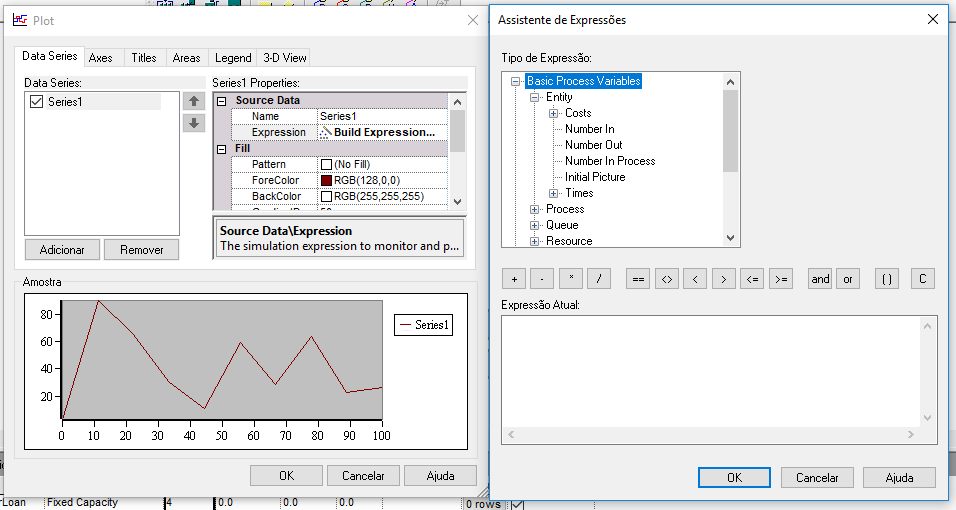 Plot
Data Series
Axes
Titles
Areas
Legend
3-D View
Data Series:
Series1
Adicionar
Remover
Series1 Properties:
Source Data
Name Series1
Expression Build Expression...
Fill
Pattern (No Fill)
ForeColor RGB(128,0,0)
BackColor RGB(255,255,255)
Source Data\Expression
The simulation expression to monitor and p...
Amostra
80
60
40
20
0 10 20 30 40 50 60 70 80 90 100
Series1
OK
Cancelar
Ajuda
Assistente de Expressões
Tipo de Expressão:
Basic Process Variables
Entity
Costs
Number In
Number Out
Number In Process
Initial Picture
Times
Process
Queue
Resource
+ - * / == <> < > <= >= and or ( ) C
Expressão Atual:
OK
Cancelar
Ajuda
rLoan Fixed Capacity 4 0.0 0.0 0.0 0 rows